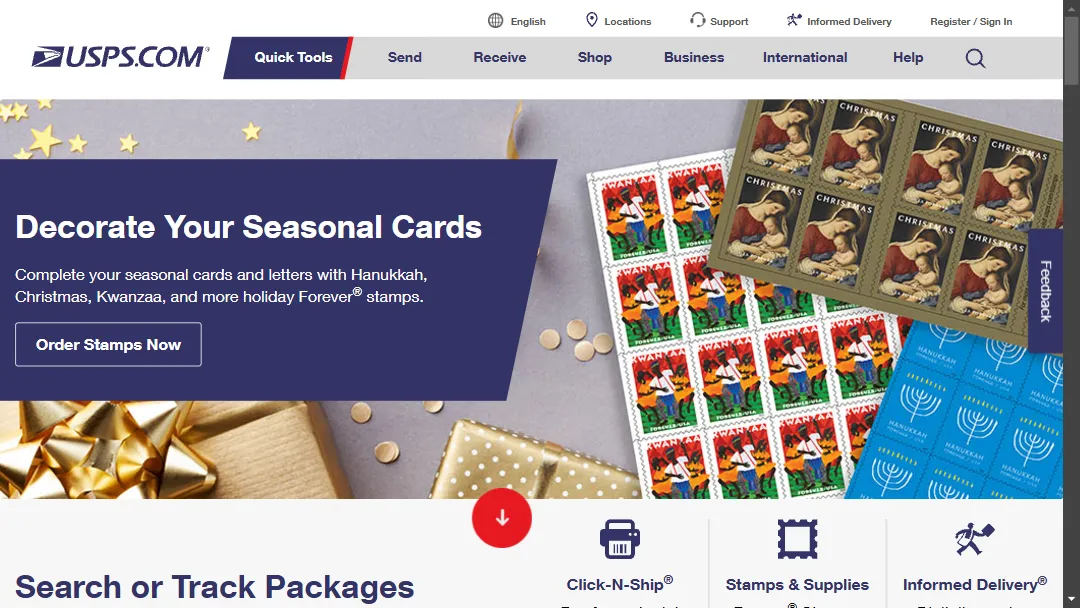 English
Locations
Support
Informed Delivery
Register / Sign In
USPS.COM®
Quick Tools
Send
Receive
Shop
Business
International
Help
Decorate Your Seasonal Cards
Complete your seasonal cards and letters with Hanukkah,
Christmas, Kwanzaa, and more holiday Forever® stamps.
Order Stamps Now
CHRISTMAS
CHRISTMAS
CHRISTMAS
CHRISTMAS
CHRISTMAS
CHRISTMAS
CHRISTMAS
CHRISTMAS
KWANZAA
FOREVER/USA
HANUKKAH
FOREVER / USA
Feedback
Search or Track Packages
Click-N-Ship®
Stamps & Supplies
Informed Delivery®